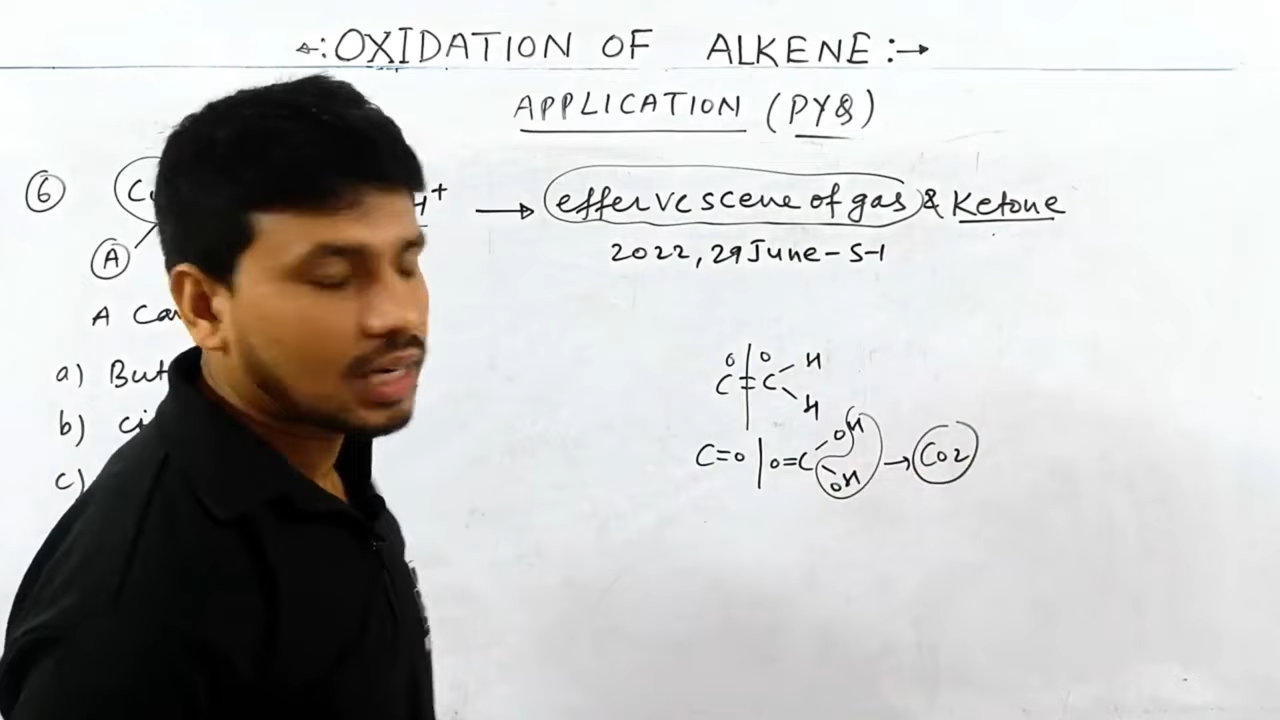 ←: OXIDATION OF ALKENE :→
APPLICATION (PYQ)
⑥ H⁺ → effervescene of gas & Ketone
Ⓐ 2022, 29 June - S-1
A
a) But
b)
c)
O O H
C = C
H
C=O | O=C OH → CO2
OH